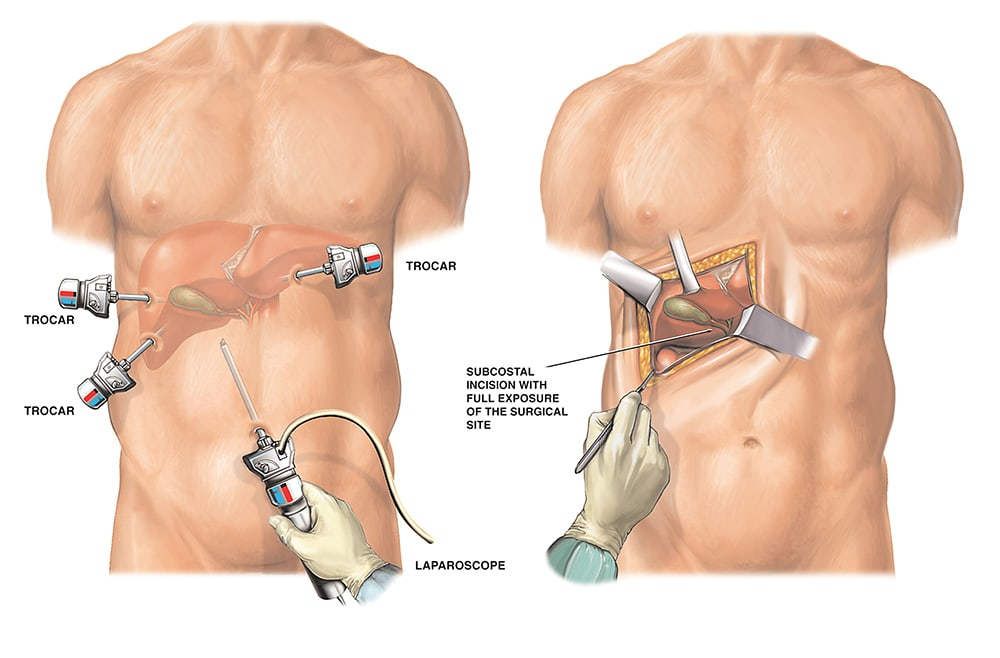 TROCAR
TROCAR
TROCAR
LAPAROSCOPE
SUBCOSTAL
INCISION WITH
FULL EXPOSURE
OF THE SURGICAL
SITE